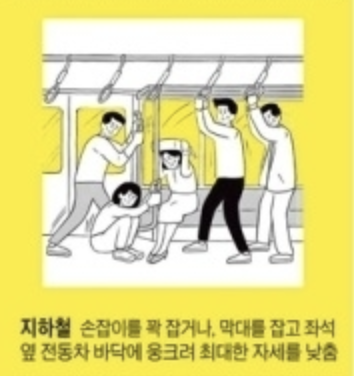 지하철 손잡이를 꽉 잡거나, 막대를 잡고 좌석
옆 전동차 바닥에 웅크려 최대한 자세를 낮춤